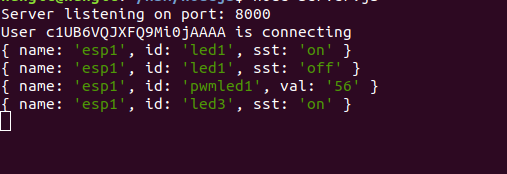 Server listening on port: 8000
User c1UB6VQJXFQ9Mi0jAAAA is connecting
{ name: 'esp1', id: 'led1', sst: 'on' }
{ name: 'esp1', id: 'led1', sst: 'off' }
{ name: 'esp1', id: 'pwmled1', val: '56' }
{ name: 'esp1', id: 'led3', sst: 'on' }